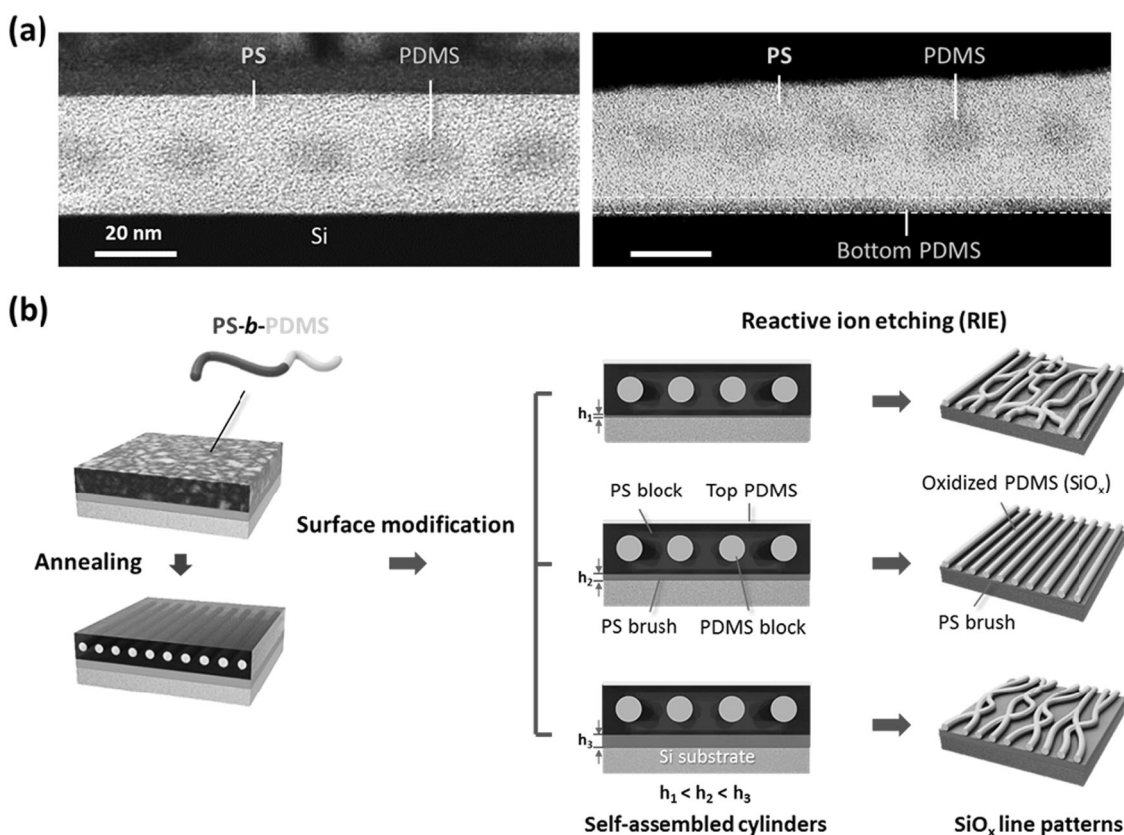 (a)
PS
PDMS
20 nm
Si
PS
PDMS
Bottom PDMS
(b)
PS-b-PDMS
Annealing
Surface modification
Reactive ion etching (RIE)
h₁
PS block
Top PDMS
h₂
PS brush
PDMS block
Oxidized PDMS (SiOₓ)
PS brush
h₃
Si substrate
h₁ < h₂ < h₃
Self-assembled cylinders
SiOₓ line patterns